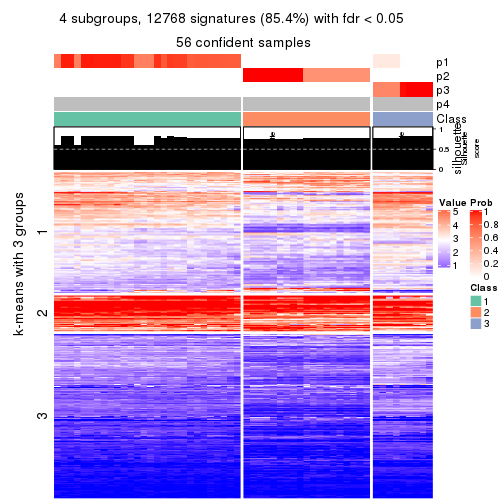 4 subgroups, 12768 signatures (85.4%) with fdr < 0.05
56 confident samples
p1
p2
p3
p4
Class
1
0.5
0
silhouette
Silhouette
score
k-means with 3 groups
1
2
3
Value
5
4
3
2
1
Prob
1
0.8
0.6
0.4
0.2
0
Class
1
2
3